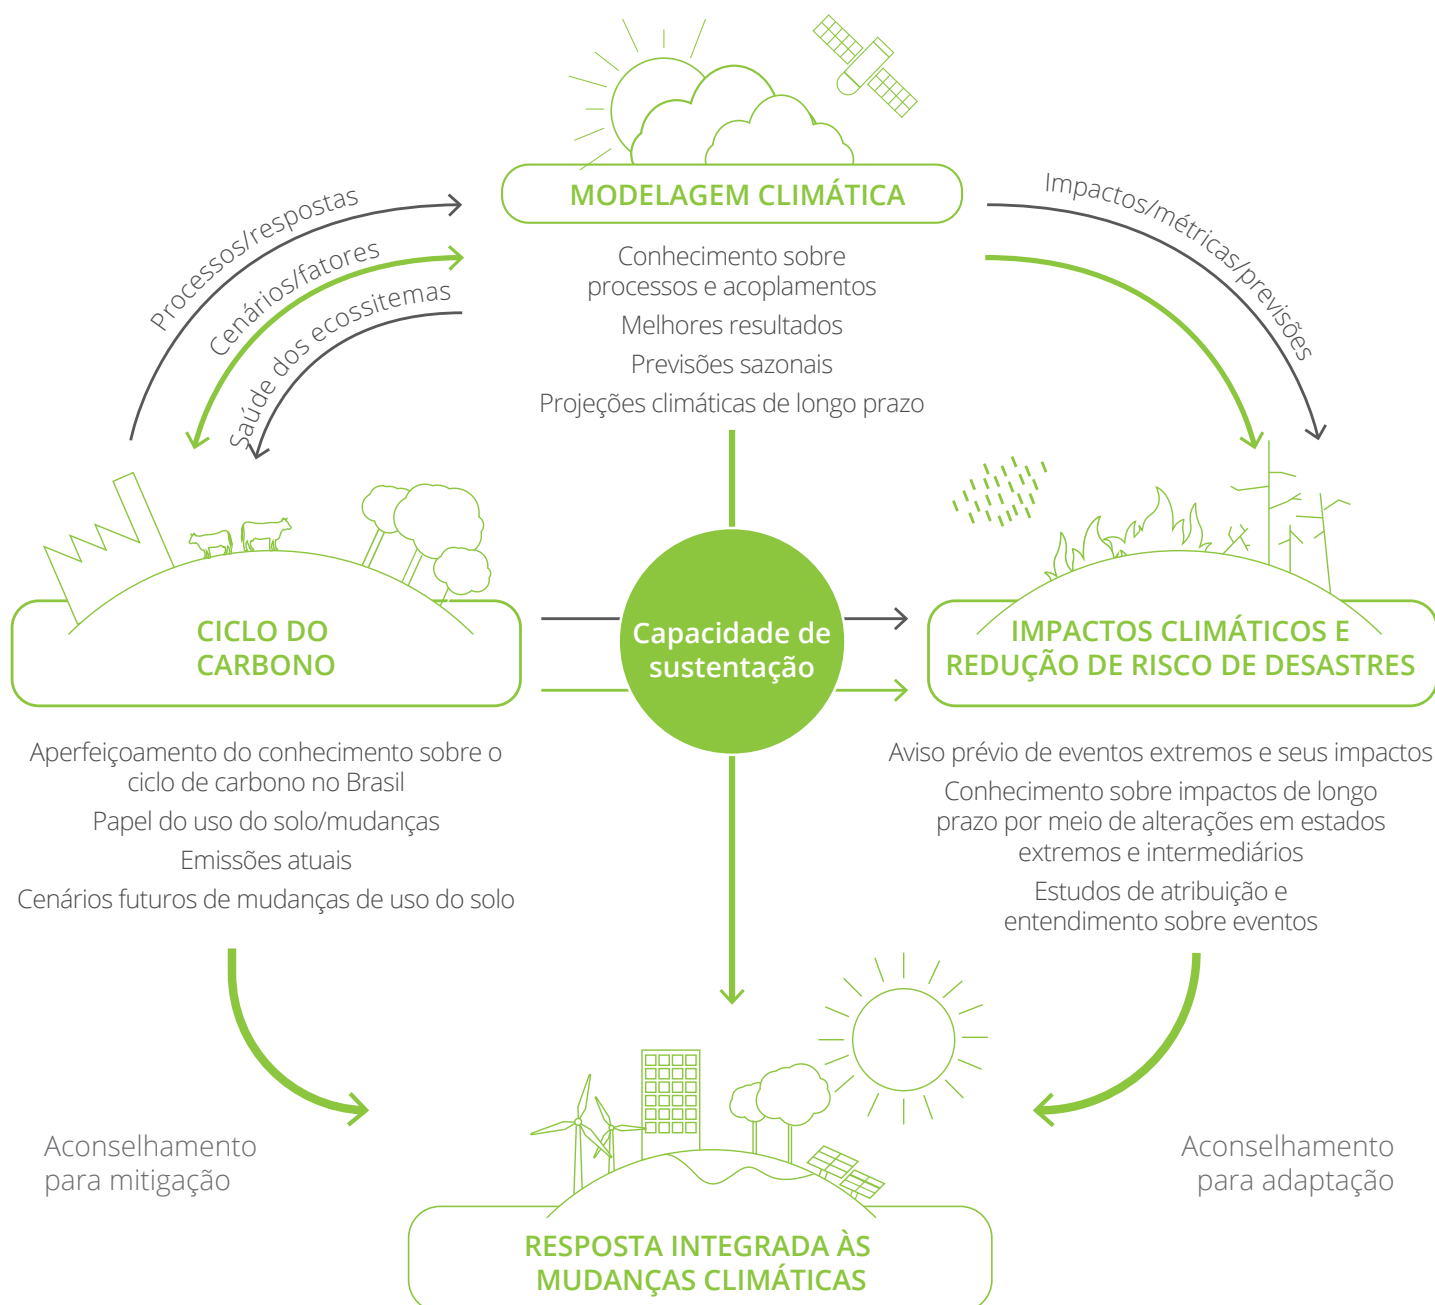 MODELAGEM CLIMÁTICA
Conhecimento sobre
processos e acoplamentos
Melhores resultados
Previsões sazonais
Projeções climáticas de longo prazo
Processos/respostas
Cenários/fatores
Saúde dos ecossitemas
Impactos/métricas/previsões
CICLO DO
CARBONO
Capacidade de
sustentação
IMPACTOS CLIMÁTICOS E
REDUÇÃO DE RISCO DE DESASTRES
Aperfeiçoamento do conhecimento sobre o
ciclo de carbono no Brasil
Papel do uso do solo/mudanças
Emissões atuais
Cenários futuros de mudanças de uso do solo
Aviso prévio de eventos extremos e seus impactos
Conhecimento sobre impactos de longo
prazo por meio de alterações em estados
extremos e intermediários
Estudos de atribuição e
entendimento sobre eventos
Aconselhamento
para mitigação
Aconselhamento
para adaptação
RESPOSTA INTEGRADA ÀS
MUDANÇAS CLIMÁTICAS